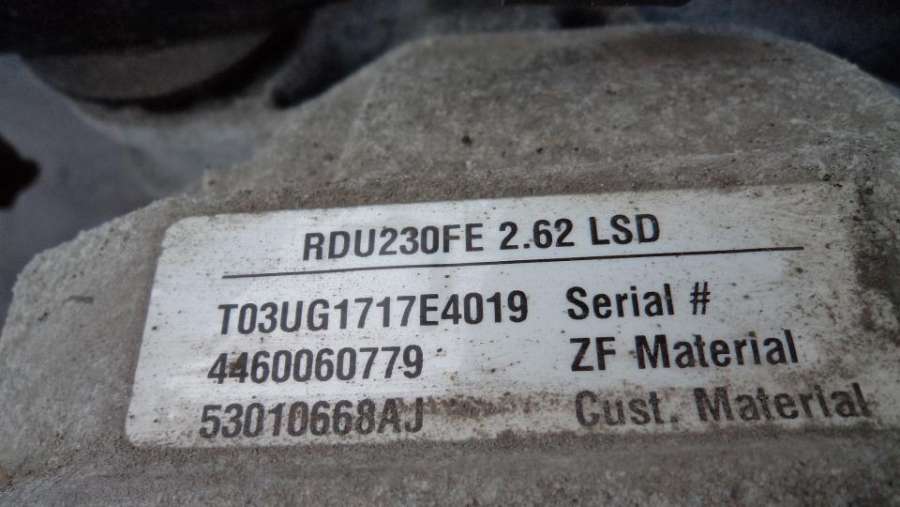 RDU230FE 2.62 LSD
T03UG1717E4019 Serial #
4460060779 ZF Material
53010668AJ Cust. Material